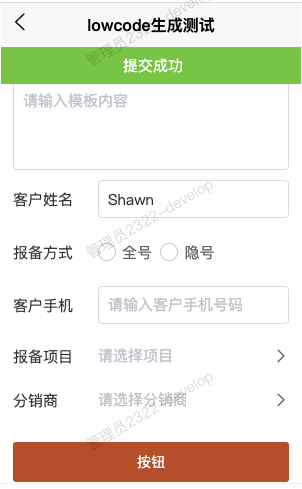 lowcode生成测试
提交成功
请输入模板内容
客户姓名 Shawn
报备方式 全号 隐号
客户手机 请输入客户手机号码
报备项目 请选择项目
分销商 请选择分销商
按钮
管理员2322-develop
管理员2322-develop
管理员2322-develop